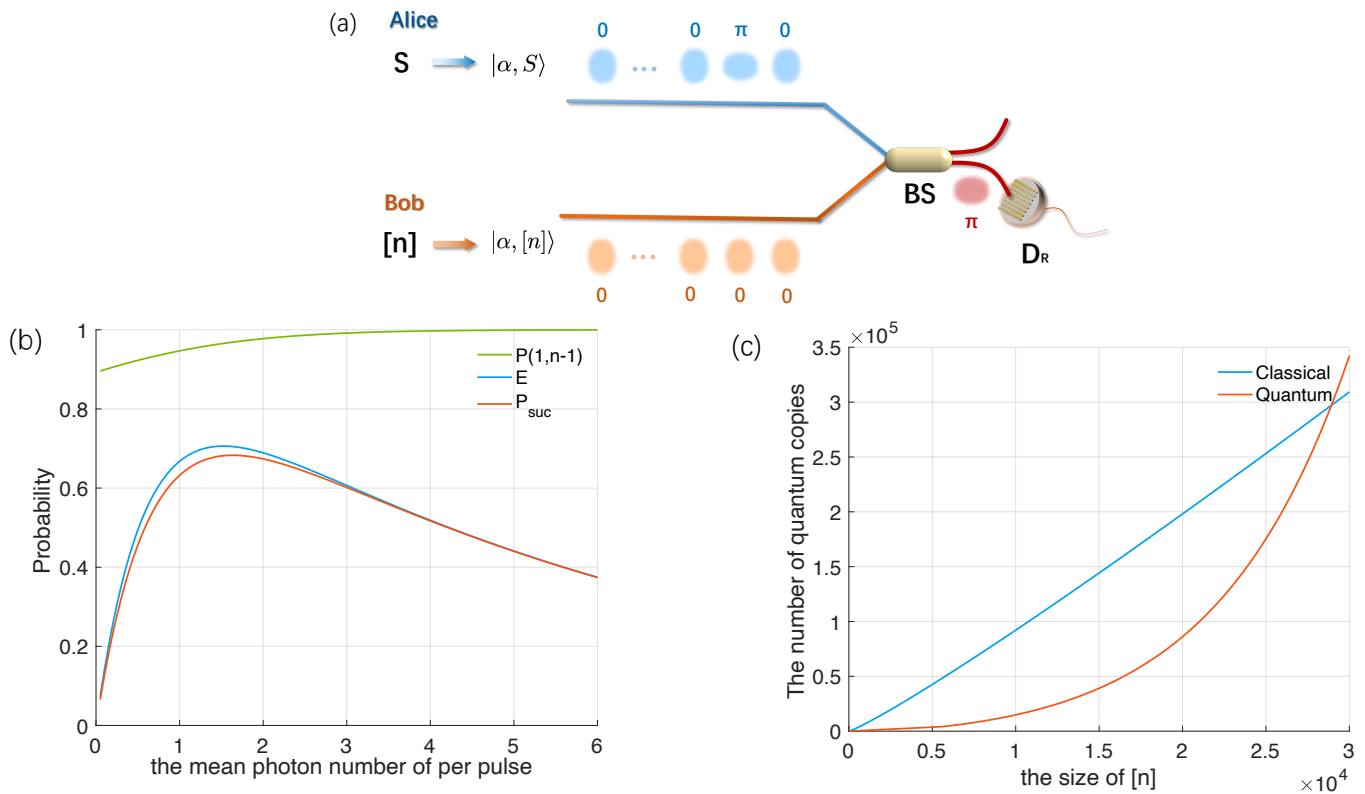 (a)
Alice
0 0 π 0
S |α, S⟩
BS
π
D_R
Bob
[n] |α, [n]⟩
0 0 0 0
(b)
P(1,n-1)
E
P_suc
Probability
1
0.8
0.6
0.4
0.2
0
0 1 2 3 4 5 6
the mean photon number of per pulse
(c)
×10^5
Classical
Quantum
The number of quantum copies
3.5
3
2.5
2
1.5
1
0.5
0
0 0.5 1 1.5 2 2.5 3
the size of [n]
×10^4